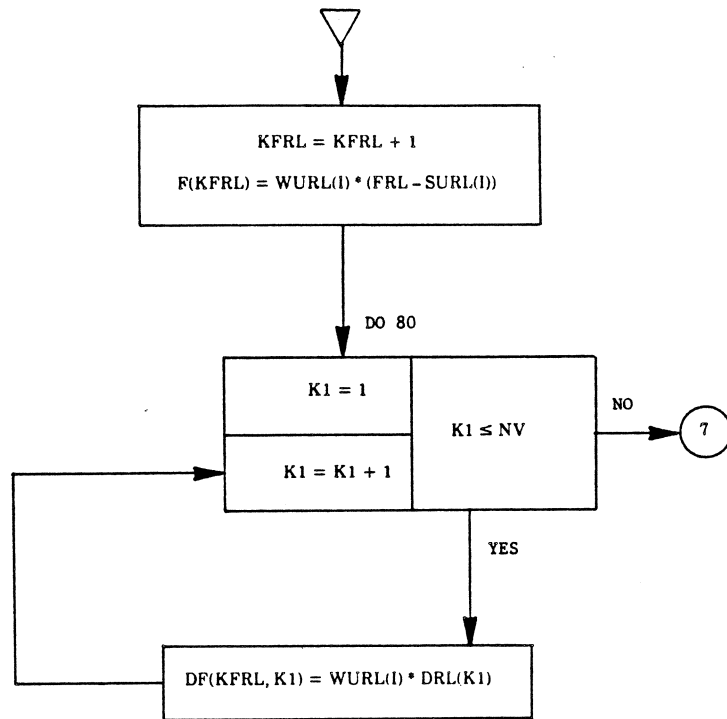 KFRL = KFRL + 1
F(KFRL) = WURL(I) * (FRL - SURL(I))
DO 80
K1 = 1
K1 ≤ NV
NO
7
K1 = K1 + 1
YES
DF(KFRL, K1) = WURL(I) * DRL(K1)